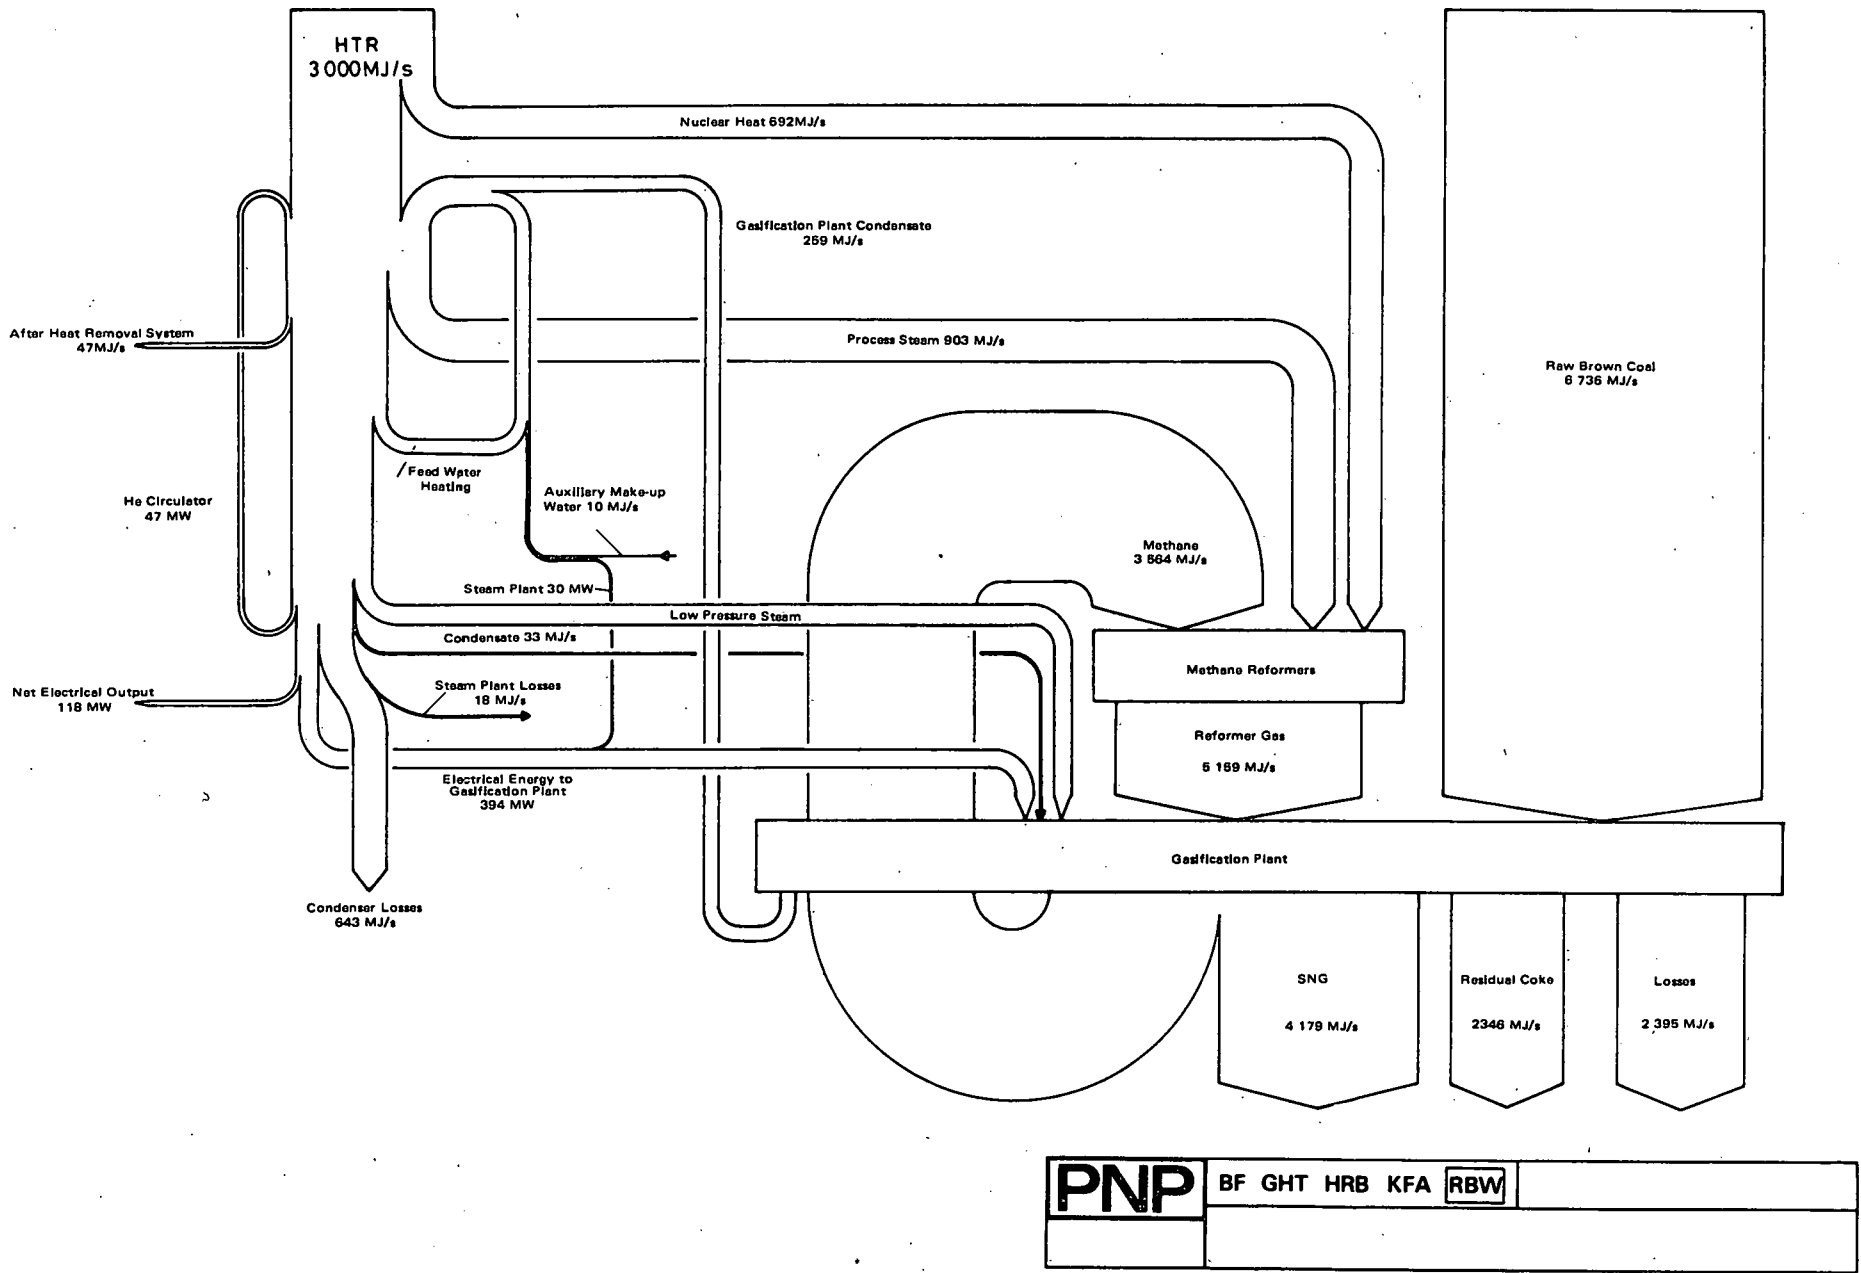 HTR
3 000MJ/s
Nuclear Heat 692MJ/s
Gasification Plant Condensate
259 MJ/s
After Heat Removal System
47MJ/s
Process Steam 903 MJ/s
Raw Brown Coal
6 736 MJ/s
Feed Water
Heating
He Circulator
47 MW
Auxiliary Make-up
Water 10 MJ/s
Methane
3 564 MJ/s
Steam Plant 30 MW
Low Pressure Steam
Condensate 33 MJ/s
Methane Reformers
Net Electrical Output
118 MW
Steam Plant Losses
18 MJ/s
Reformer Gas
5 159 MJ/s
Electrical Energy to
Gasification Plant
394 MW
Gasification Plant
Condenser Losses
643 MJ/s
SNG
4 179 MJ/s
Residual Coke
2346 MJ/s
Losses
2 395 MJ/s
PNP
BF GHT HRB KFA RBW